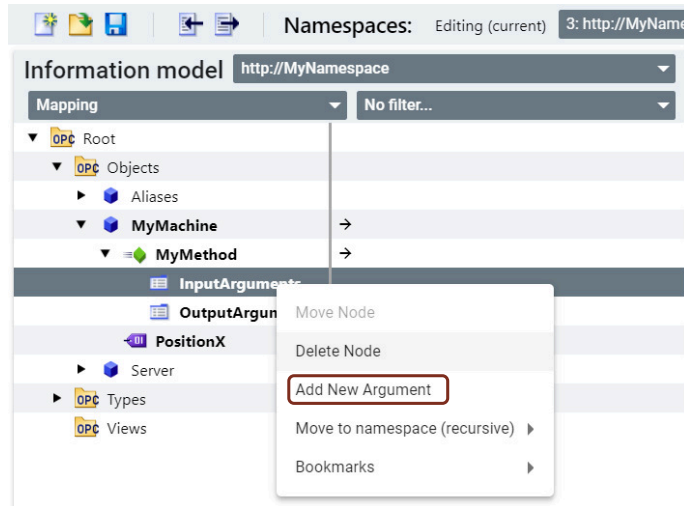 Namespaces: Editing (current) 3: http://MyName
Information model http://MyNamespace
Mapping No filter...
OPC Root
OPC Objects
Aliases
MyMachine →
MyMethod →
InputArguments
OutputArgun
PositionX
Server
OPC Types
OPC Views
Move Node
Delete Node
Add New Argument
Move to namespace (recursive)
Bookmarks